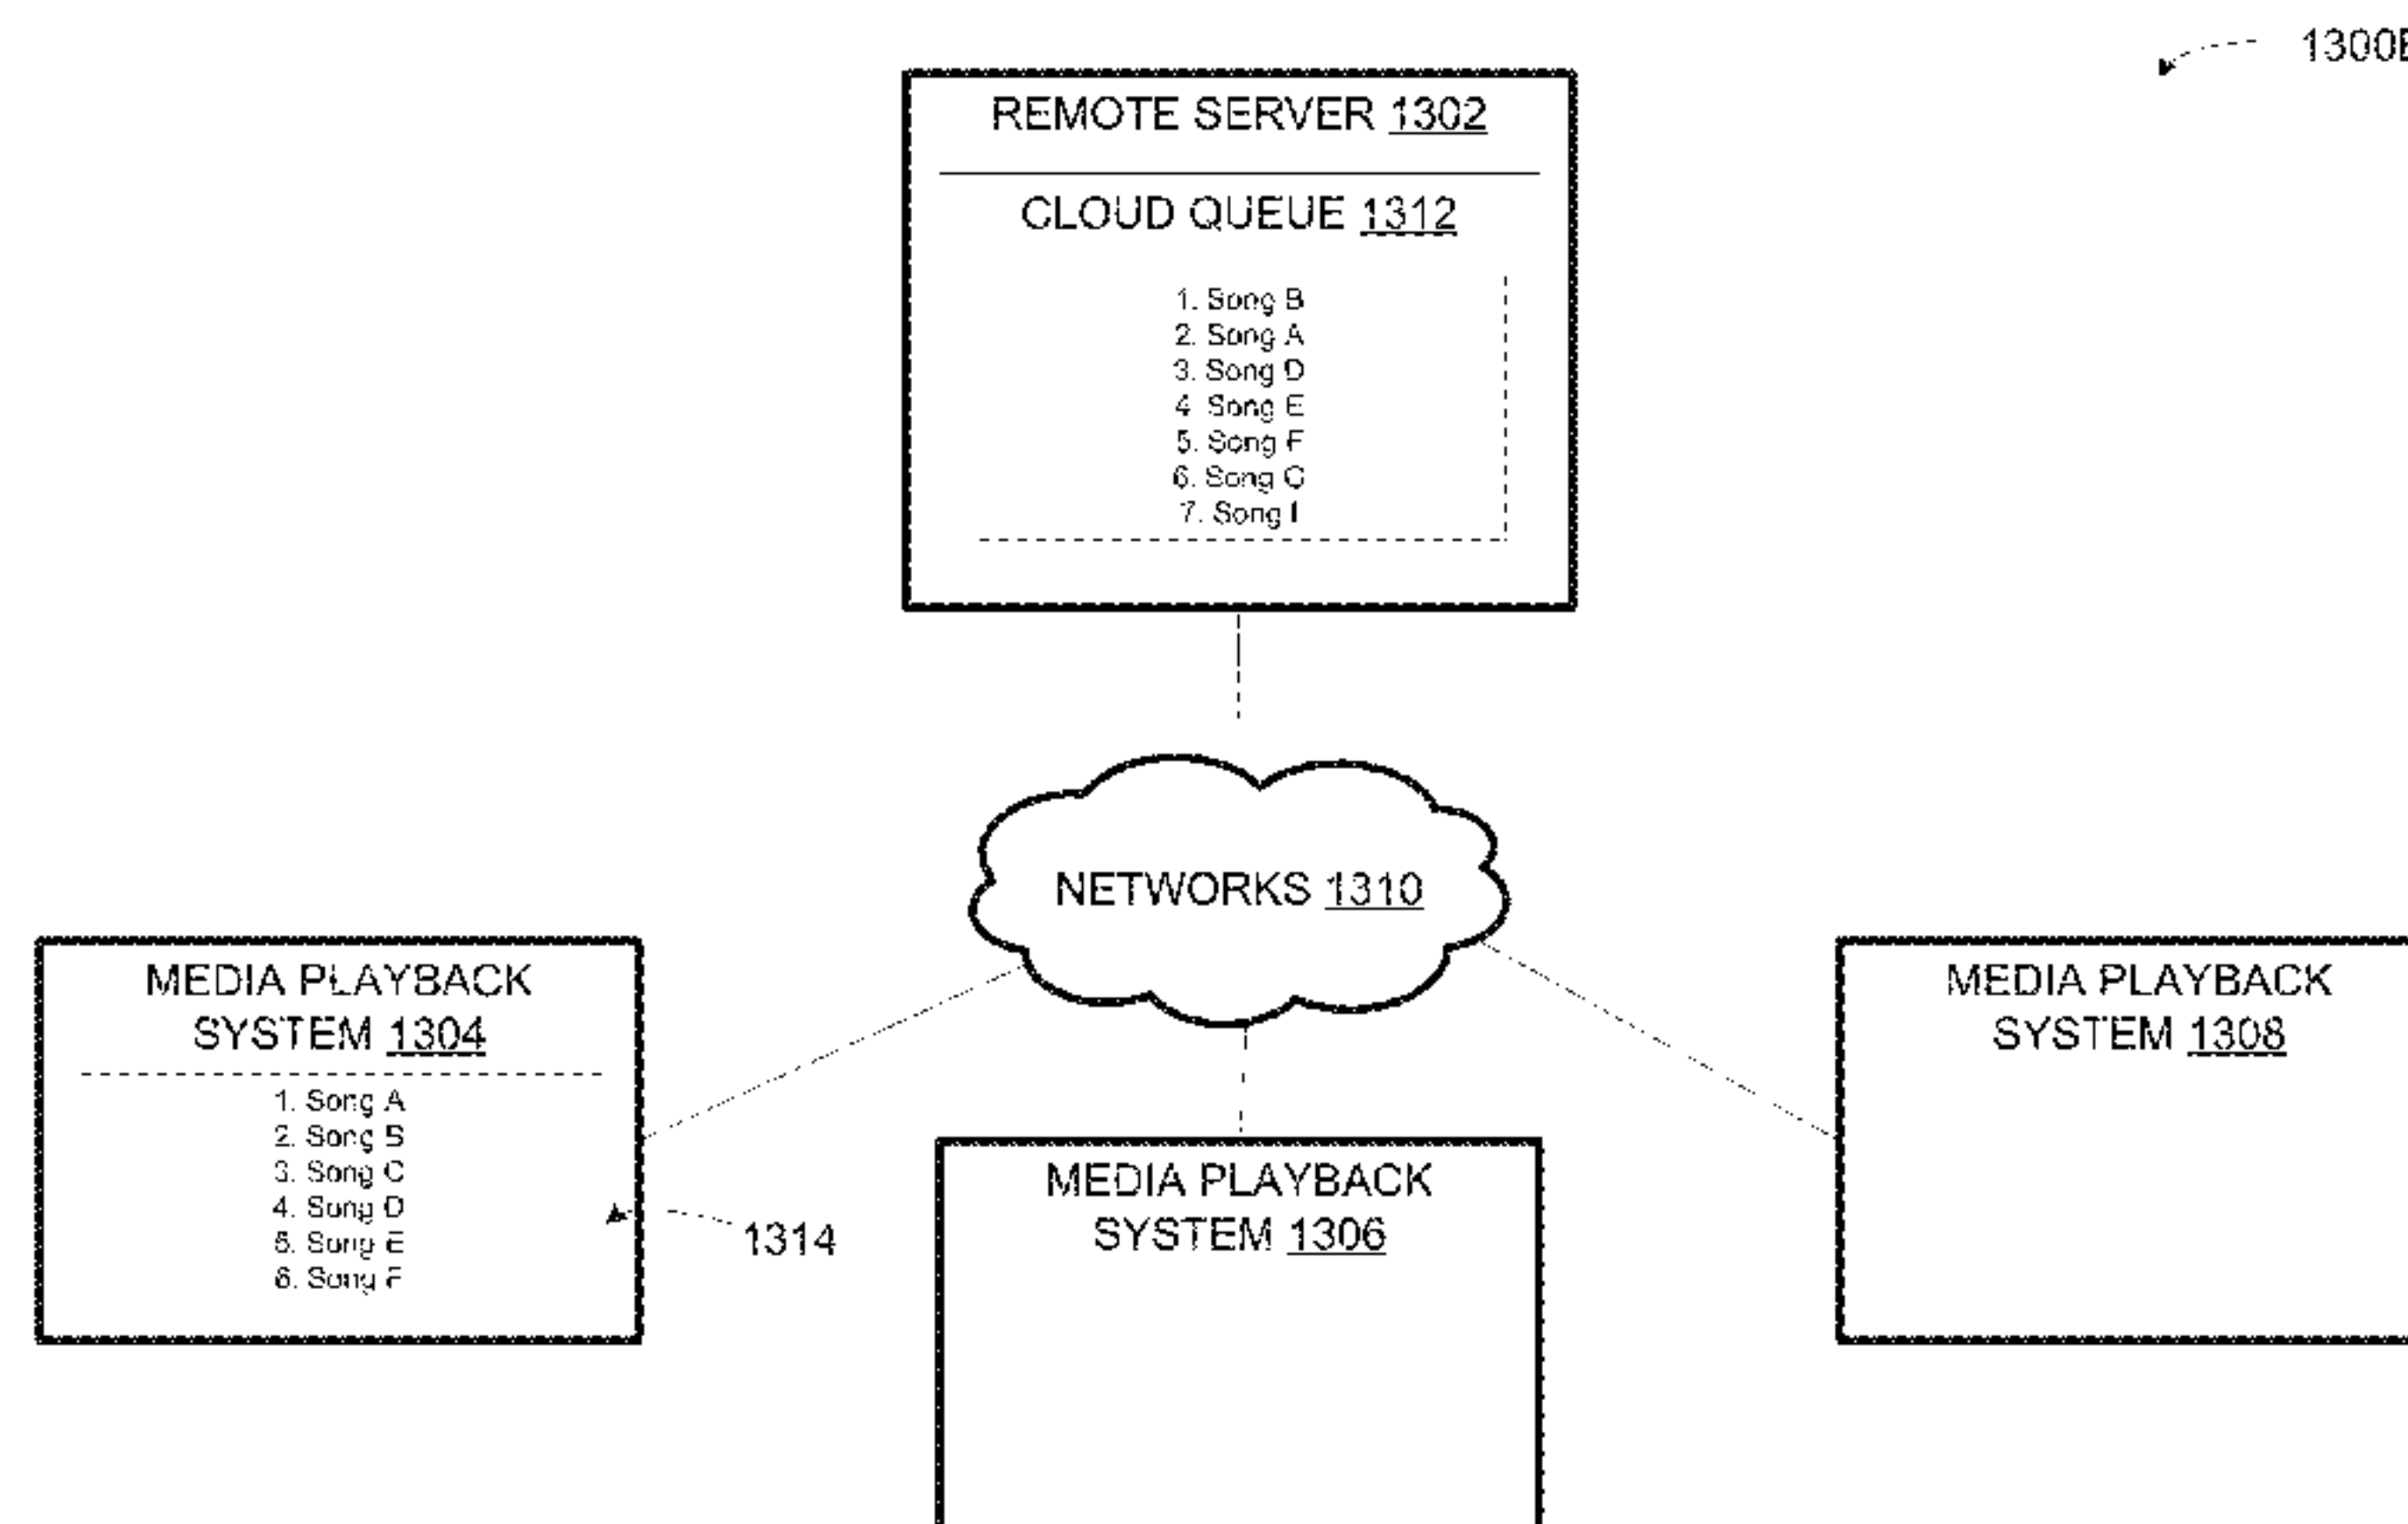 1300B
REMOTE SERVER 1302
CLOUD QUEUE 1312
1. Song B
2. Song A
3. Song D
4 Song E
5. Song F
6. Song G
7. Song I
NETWORKS 1310
MEDIA PLAYBACK
SYSTEM 1304
1. Song A
2. Song B
3. Song C
4. Song D
5. Song E
6. Song F
1314
MEDIA PLAYBACK
SYSTEM 1306
MEDIA PLAYBACK
SYSTEM 1308